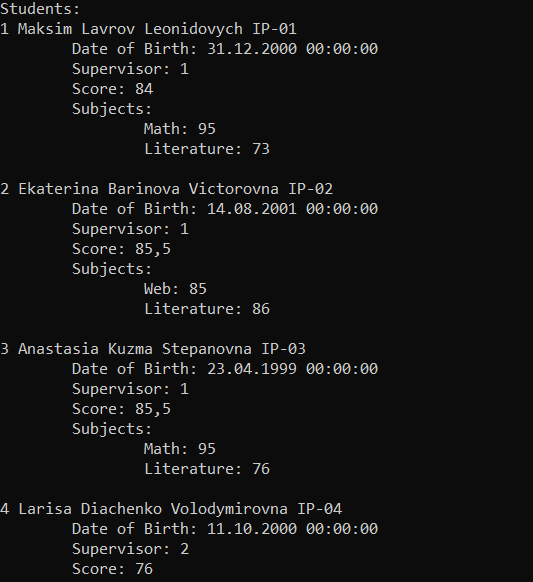 Students:
1 Maksim Lavrov Leonidovych IP-01
Date of Birth: 31.12.2000 00:00:00
Supervisor: 1
Score: 84
Subjects:
Math: 95
Literature: 73
2 Ekaterina Barinova Victorovna IP-02
Date of Birth: 14.08.2001 00:00:00
Supervisor: 1
Score: 85,5
Subjects:
Web: 85
Literature: 86
3 Anastasia Kuzma Stepanovna IP-03
Date of Birth: 23.04.1999 00:00:00
Supervisor: 1
Score: 85,5
Subjects:
Math: 95
Literature: 76
4 Larisa Diachenko Volodymirovna IP-04
Date of Birth: 11.10.2000 00:00:00
Supervisor: 2
Score: 76